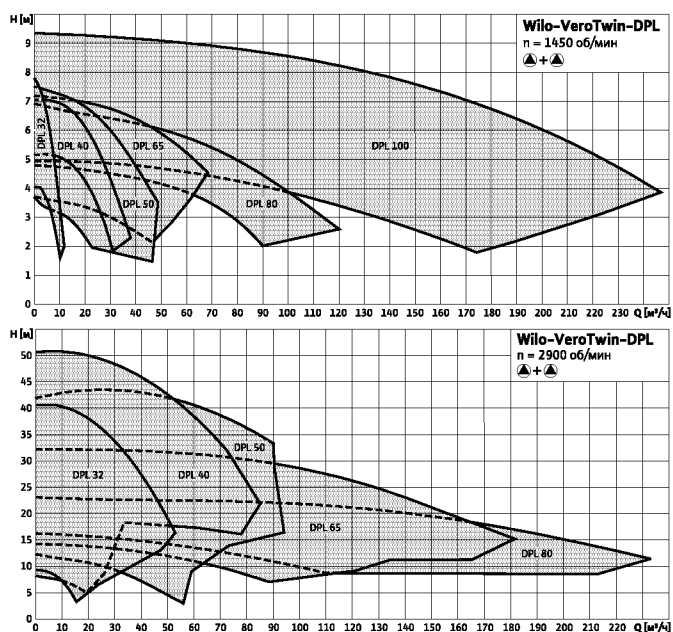 H [м]
Wilo-VeroTwin-DPL
n = 1450 об/мин
+
9
8
7
6
5
4
3
2
1
0
DPL 32
DPL 40
DPL 65
DPL 50
DPL 80
DPL 100
0 10 20 30 40 50 60 70 80 90 100 110 120 130 140 150 160 170 180 190 200 210 220 230 Q [м³/ч]
H [м]
Wilo-VeroTwin-DPL
n = 2900 об/мин
+
50
45
40
35
30
25
20
15
10
5
0
DPL 50
DPL 32
DPL 40
DPL 65
DPL 80
0 10 20 30 40 50 60 70 80 90 100 110 120 130 140 150 160 170 180 190 200 210 220 Q [м³/ч]